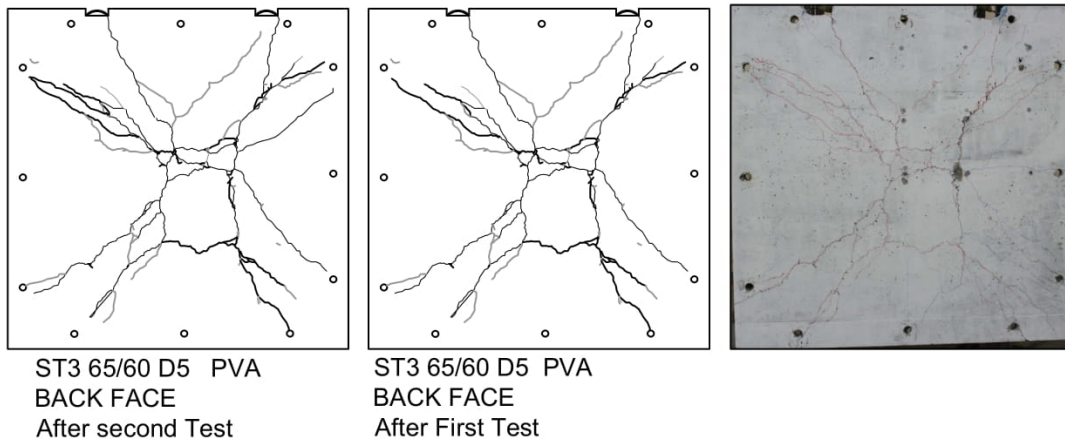 ST3 65/60 D5 PVA
BACK FACE
After second Test
ST3 65/60 D5 PVA
BACK FACE
After First Test